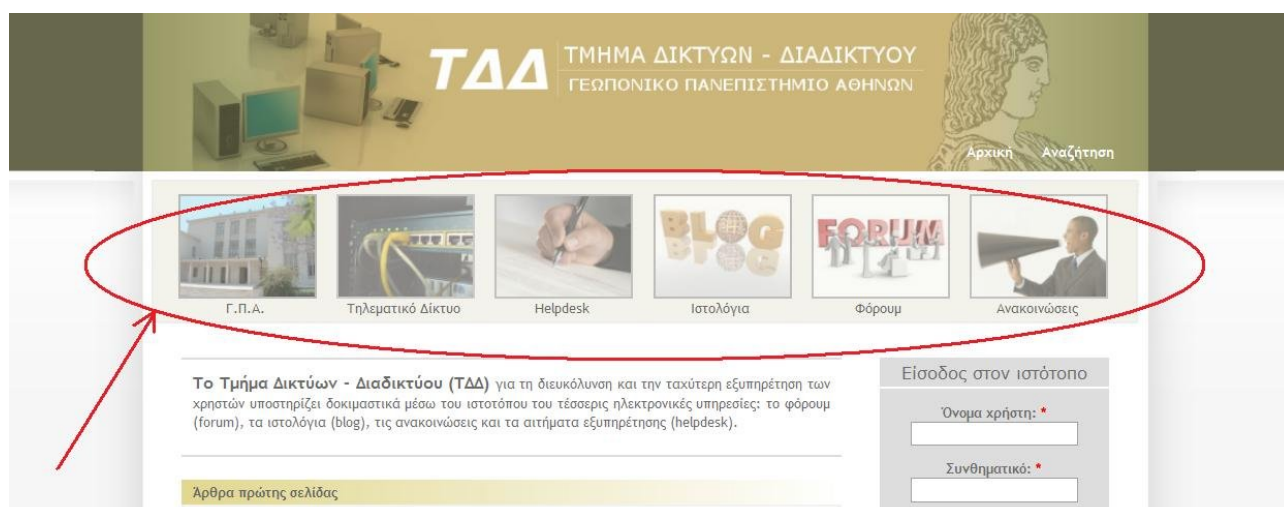 ΤΔΔ
ΤΜΗΜΑ ΔΙΚΤΥΩΝ - ΔΙΑΔΙΚΤΥΟΥ
ΓΕΩΠΟΝΙΚΟ ΠΑΝΕΠΙΣΤΗΜΙΟ ΑΘΗΝΩΝ
Αρχική Αναζήτηση
BLOG
FORUM
Γ.Π.Α. Τηλεματικό Δίκτυο Helpdesk Ιστολόγια Φόρουμ Ανακοινώσεις
Το Τμήμα Δικτύων - Διαδικτύου (ΤΔΔ) για τη διευκόλυνση και την ταχύτερη εξυπηρέτηση των
χρηστών υποστηρίζει δοκιμαστικά μέσω του ιστοτόπου του τέσσερις ηλεκτρονικές υπηρεσίες: το φόρουμ
(forum), τα ιστολόγια (blog), τις ανακοινώσεις και τα αιτήματα εξυπηρέτησης (helpdesk).
Άρθρα πρώτης σελίδας
Είσοδος στον ιστότοπο
Όνομα χρήστη: *
Συνθηματικό: *